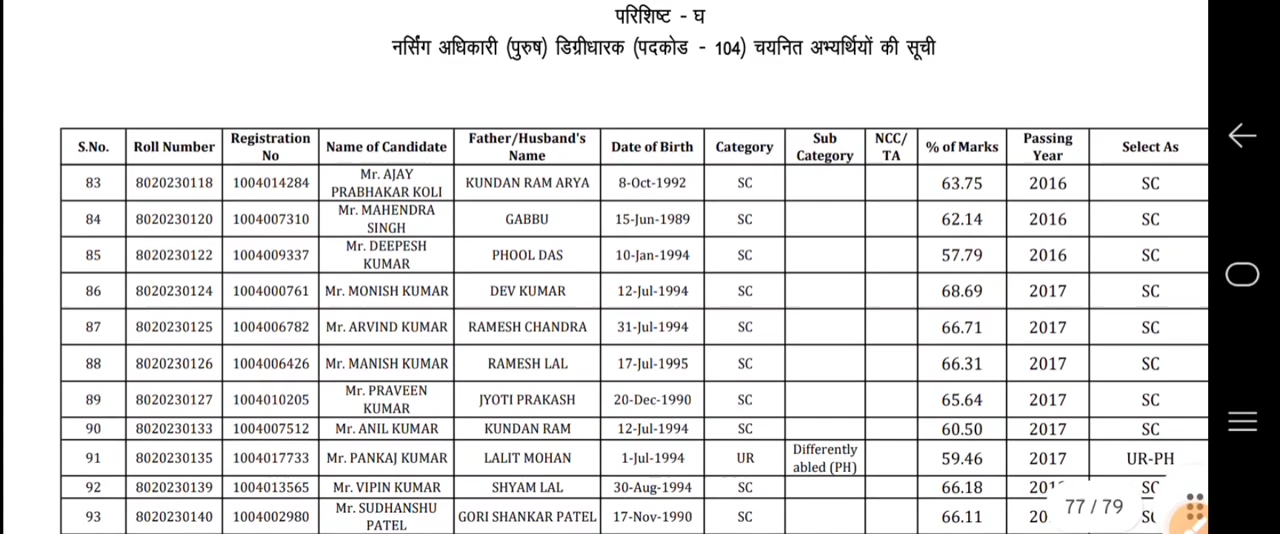 परिशिष्ट - घ
नर्सिंग अधिकारी (पुरुष) डिग्रीधारक (पदकोड - 104) चयनित अभ्यर्थियों की सूची
S.No. Roll Number Registration No Name of Candidate Father/Husband's Name Date of Birth Category Sub Category NCC/ TA % of Marks Passing Year Select As
83 8020230118 1004014284 Mr. AJAY PRABHAKAR KOLI KUNDAN RAM ARYA 8-Oct-1992 SC 63.75 2016 SC
84 8020230120 1004007310 Mr. MAHENDRA SINGH GABBU 15-Jun-1989 SC 62.14 2016 SC
85 8020230122 1004009337 Mr. DEEPESH KUMAR PHOOL DAS 10-Jan-1994 SC 57.79 2016 SC
86 8020230124 1004000761 Mr. MONISH KUMAR DEV KUMAR 12-Jul-1994 SC 68.69 2017 SC
87 8020230125 1004006782 Mr. ARVIND KUMAR RAMESH CHANDRA 31-Jul-1994 SC 66.71 2017 SC
88 8020230126 1004006426 Mr. MANISH KUMAR RAMESH LAL 17-Jul-1995 SC 66.31 2017 SC
89 8020230127 1004010205 Mr. PRAVEEN KUMAR JYOTI PRAKASH 20-Dec-1990 SC 65.64 2017 SC
90 8020230133 1004007512 Mr. ANIL KUMAR KUNDAN RAM 12-Jul-1994 SC 60.50 2017 SC
91 8020230135 1004017733 Mr. PANKAJ KUMAR LALIT MOHAN 1-Jul-1994 UR Differently abled (PH) 59.46 2017 UR-PH
92 8020230139 1004013565 Mr. VIPIN KUMAR SHYAM LAL 30-Aug-1994 SC 66.18 SC
93 8020230140 1004002980 Mr. SUDHANSHU PATEL GORI SHANKAR PATEL 17-Nov-1990 SC 66.11
77 / 79